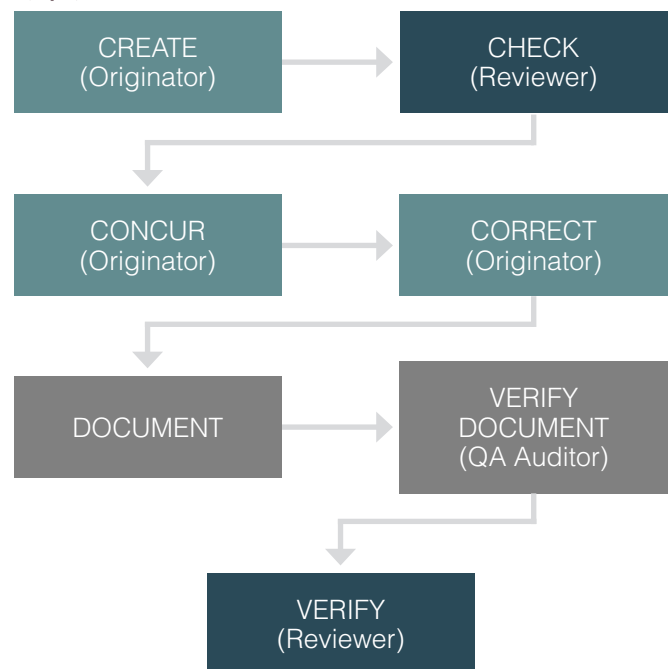 CREATE
(Originator)
CHECK
(Reviewer)
CONCUR
(Originator)
CORRECT
(Originator)
DOCUMENT
VERIFY
DOCUMENT
(QA Auditor)
VERIFY
(Reviewer)